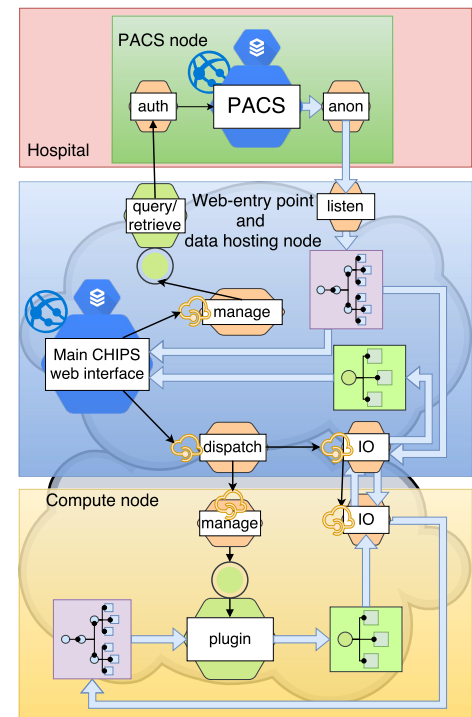 PACS node
auth
PACS
anon
Hospital
query/
retrieve
Web-entry point
and
data hosting node
listen
manage
Main CHIPS
web interface
dispatch
IO
Compute node
manage
IO
plugin